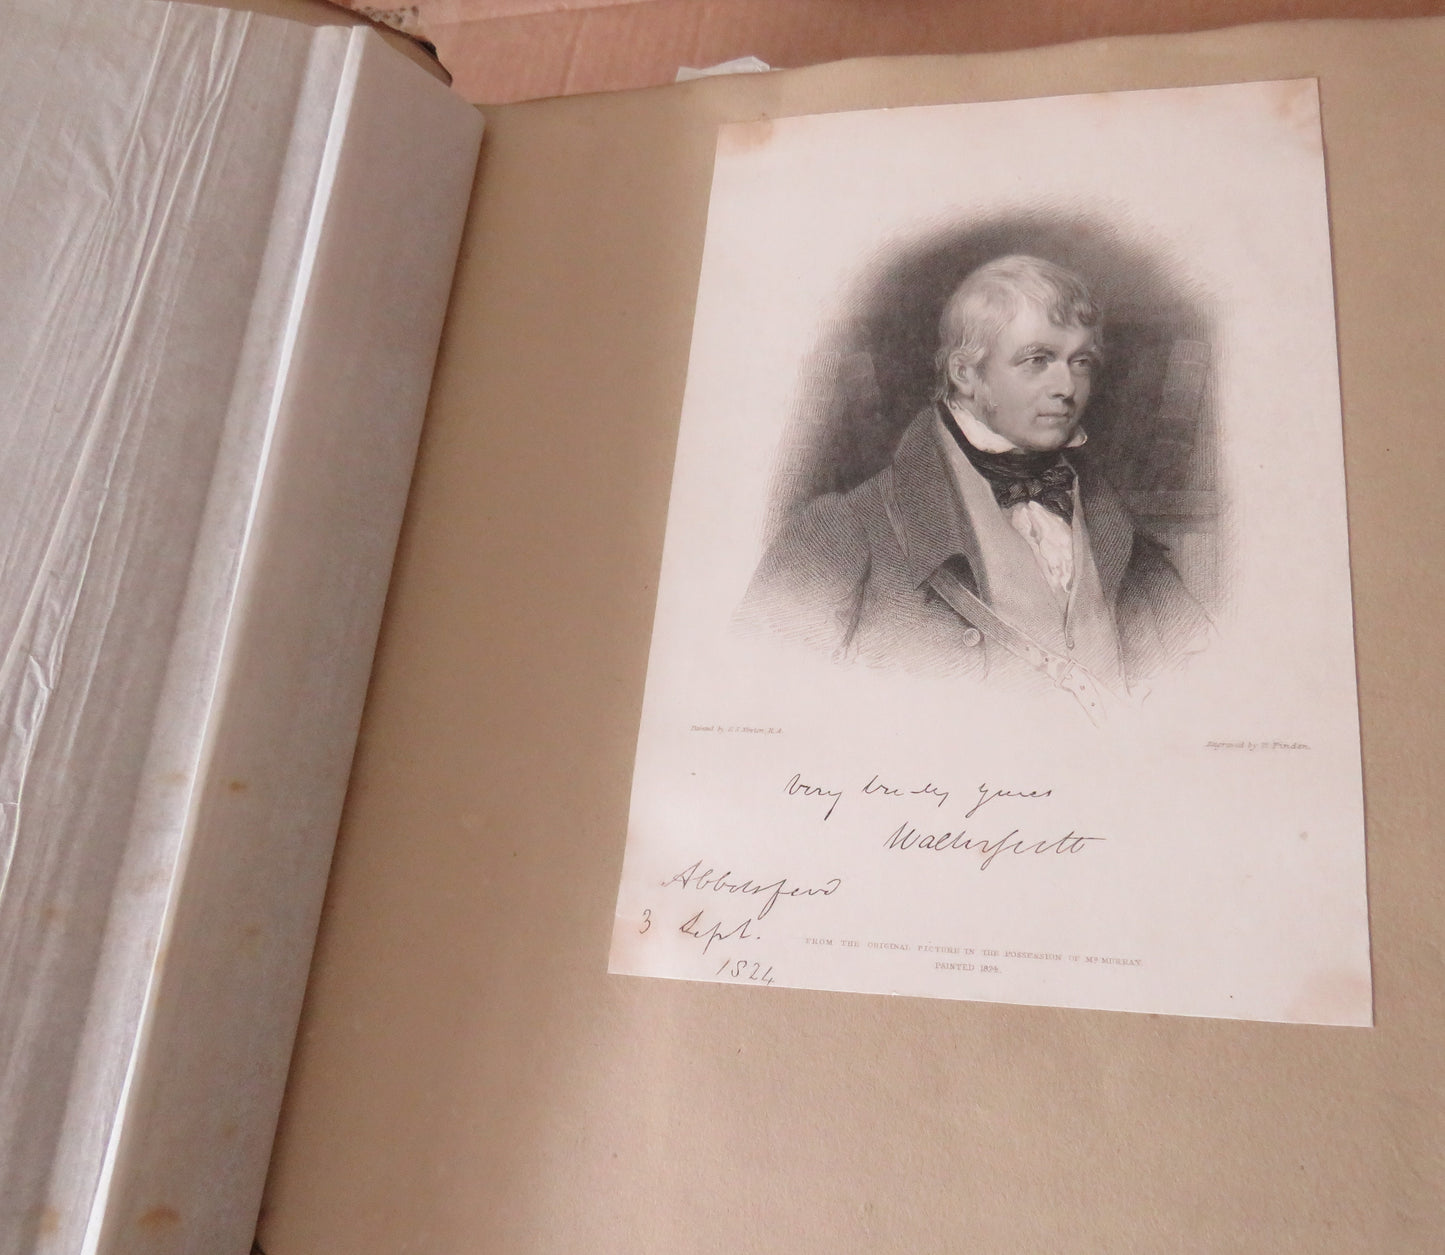 Painted by G. S. Newton, R. A.
Engraved by W. Finden.
Very truly yours
Walter Scott
Abbotsford
3 Sept.
1824
FROM THE ORIGINAL PICTURE IN THE POSSESSION OF Mr. MURRAY.
PAINTED 1824.